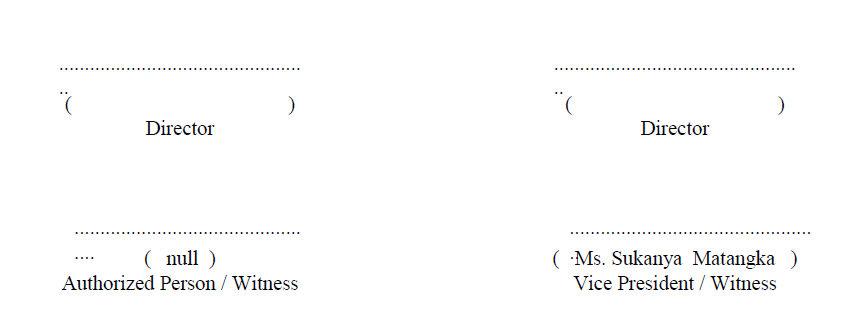 ................................................ ................................................
.. ..
( ) ( )
Director Director
............................................. ................................................
.... ( null ) ( .Ms. Sukanya Matangka )
Authorized Person / Witness Vice President / Witness